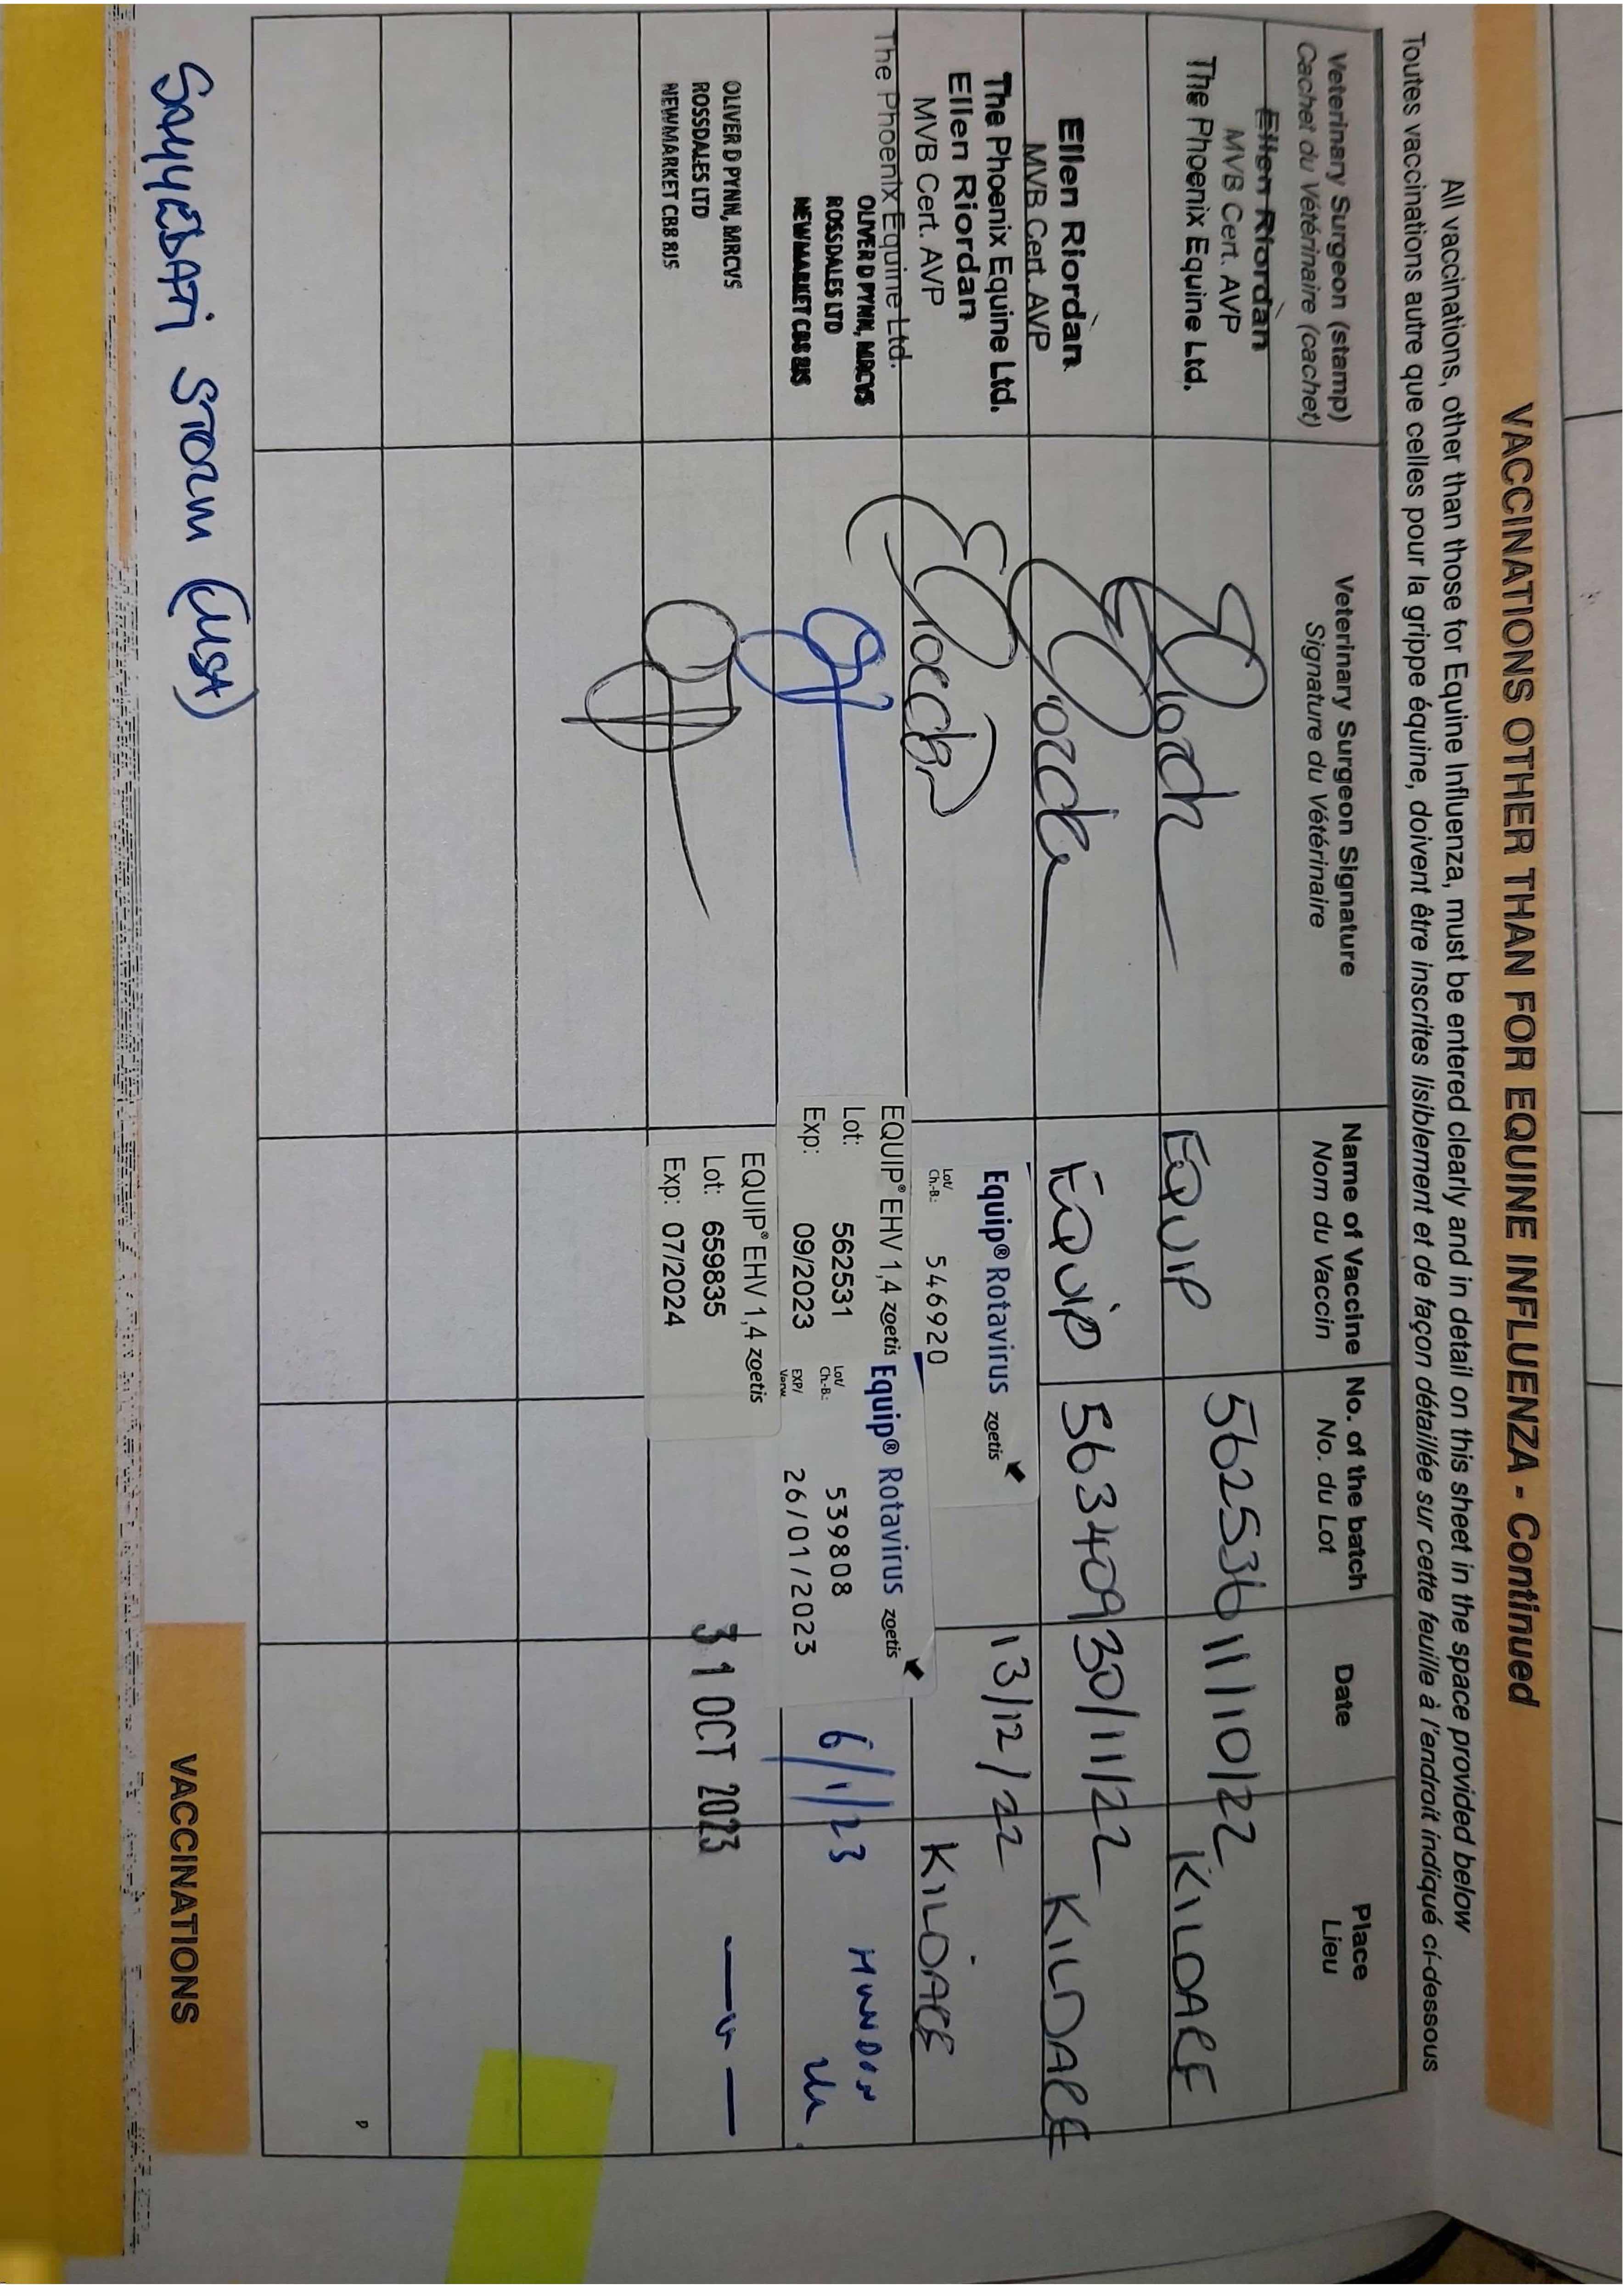 VACCINATIONS OTHER THAN FOR EQUINE INFLUENZA - Continued
All vaccinations, other than those for Equine Influenza, must be entered clearly and in detail on this sheet in the space provided below
Toutes vaccinations autre que celles pour la grippe équine, doivent être inscrites lisiblement et de façon détaillée sur cette feuille à l'endroit indiqué ci-dessous
Veterinary Surgeon (stamp)
Cachet du Vétérinaire (cachet)
Veterinary Surgeon Signature
Signature du Vétérinaire
Name of Vaccine
Nom du Vaccin
No. of the batch
No. du Lot
Date
Place
Lieu
Ellen Riordan
MVB Cert. AVP
The Phoenix Equine Ltd.
EQUIP
562536
11/10/22
KILDARE
Ellen Riordan
MVB Cert. AVP
The Phoenix Equine Ltd.
EQUIP
563409
30/11/22
KILDARE
Ellen Riordan
MVB Cert. AVP
The Phoenix Equine Ltd.
Equip® Rotavirus zoetis
Lot/
Ch.-B.: 546920
13/12/22
KILDARE
OLIVER D PYNN, MRCVS
ROSSDALES LTD
NEWMARKET CB8 8JS
EQUIP® EHV 1,4 zoetis
Lot: 562531
Exp: 09/2023
Equip® Rotavirus zoetis
Lot/
Ch.-B.: 539808
EXP/
Verw. 26/01/2023
6/1/23
OLIVER D PYNN, MRCVS
ROSSDALES LTD
NEWMARKET CB8 8JS
EQUIP® EHV 1,4 zoetis
Lot: 659835
Exp: 07/2024
31 OCT 2023
STORM (USA)
VACCINATIONS